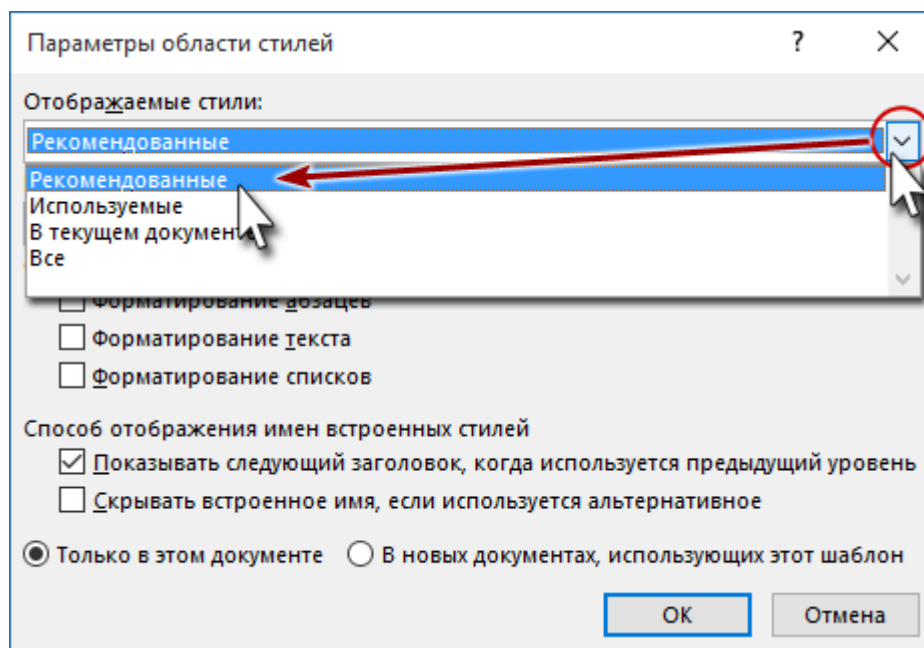 Параметры области стилей ?
Отображаемые стили:
Рекомендованные
Рекомендованные
Используемые
В текущем документе
Все
Форматирование абзацев
Форматирование текста
Форматирование списков
Способ отображения имен встроенных стилей
Показывать следующий заголовок, когда используется предыдущий уровень
Скрывать встроенное имя, если используется альтернативное
Только в этом документе В новых документах, использующих этот шаблон
ОК Отмена